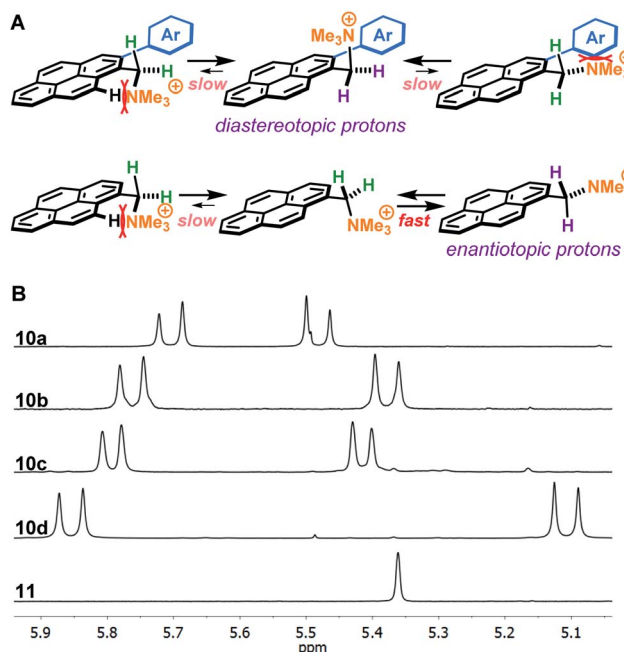 A
Ar
H
H
H
NMe3 ⊕
slow
Me3N ⊕
Ar
H
H
diastereotopic protons
slow
H
Ar
NMe3 ⊕
H
H
H
H
NMe3 ⊕
slow
H
H
NMe3 ⊕
fast
H
NMe3 ⊕
H
enantiotopic protons
B
10a
10b
10c
10d
11
5.9 5.8 5.7 5.6 5.5 5.4 5.3 5.2 5.1
ppm